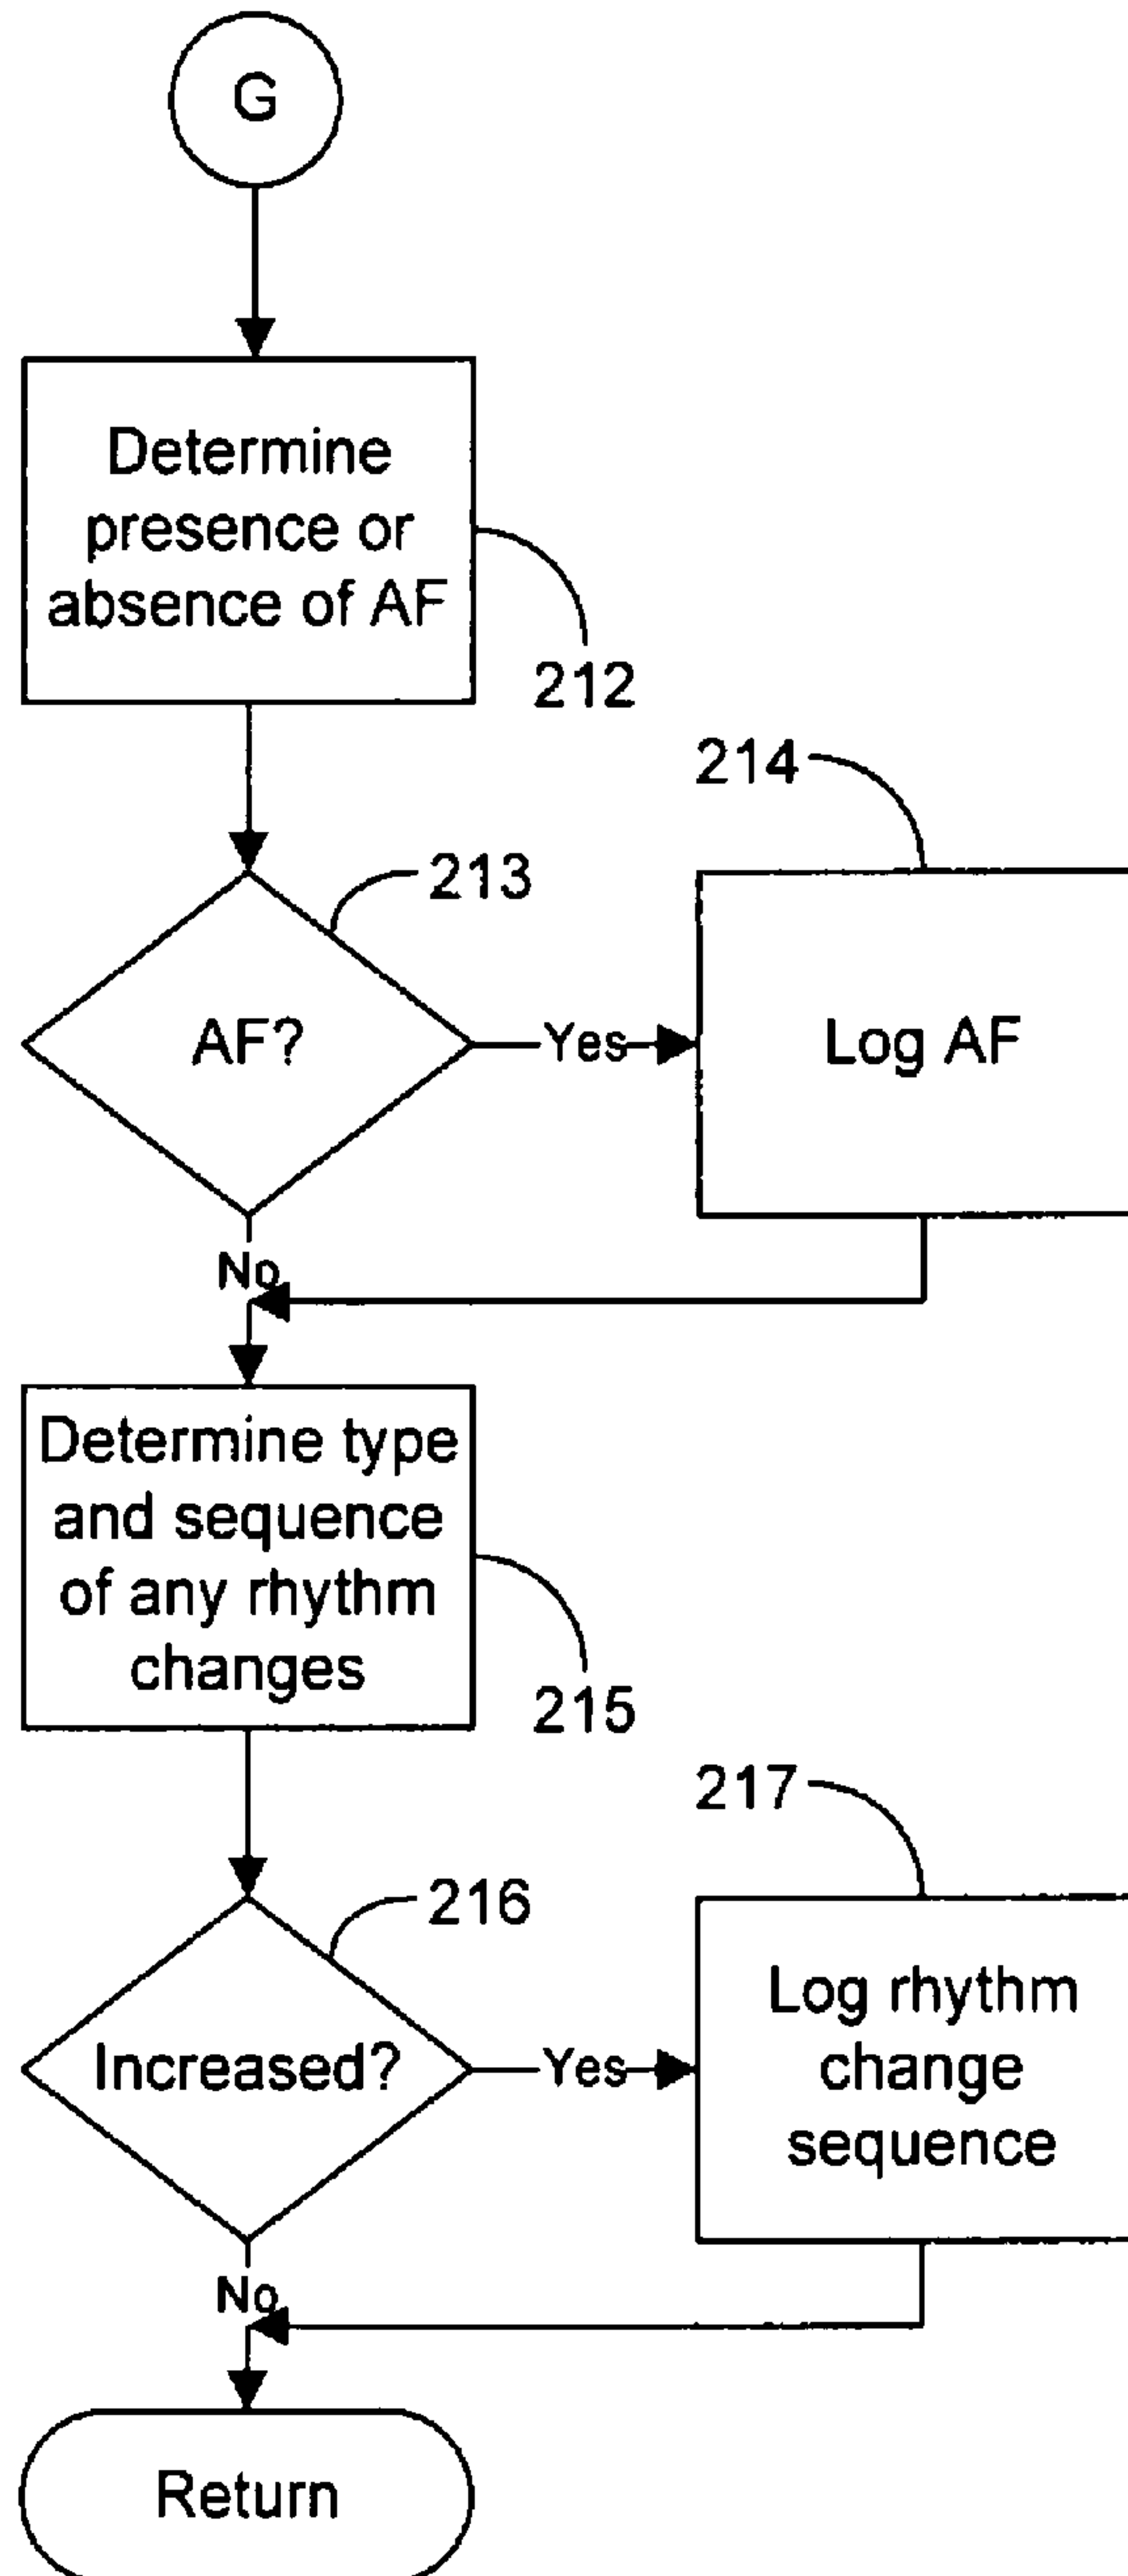 G
Determine
presence or
absence of AF
212
214
213
AF?
Yes
Log AF
No
Determine type
and sequence
of any rhythm
changes
215
217
216
Increased?
Yes
Log rhythm
change
sequence
No
Return